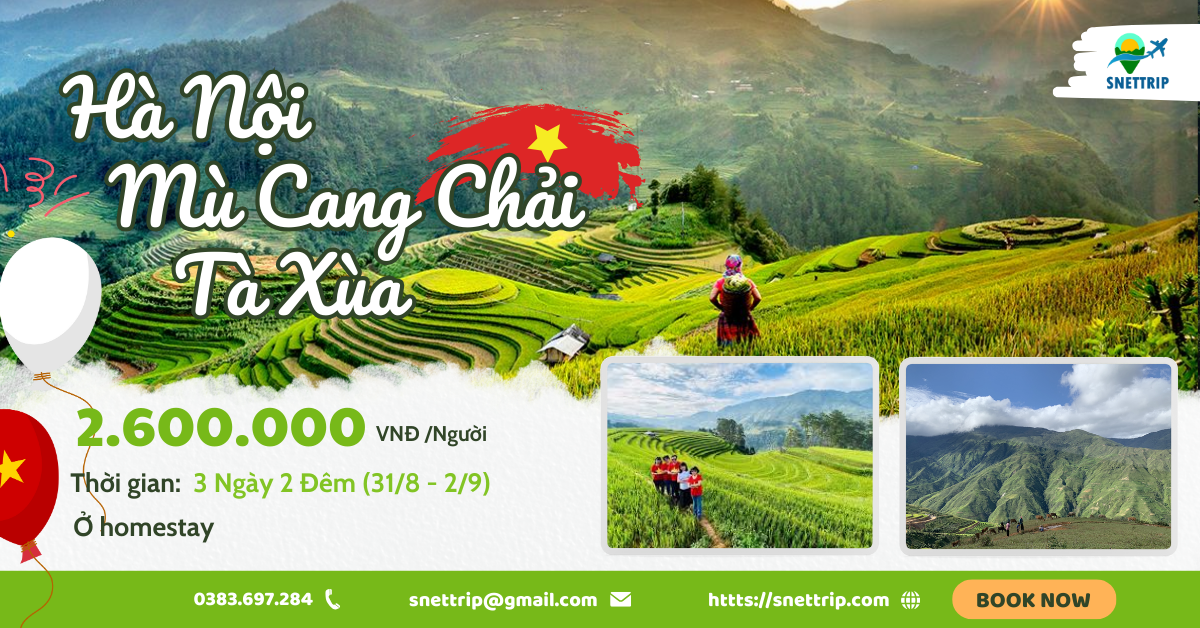 Hà Nội
Mù Cang Chải
Tà Xùa
SNETTRIP
2.600.000 VNĐ /Người
Thời gian: 3 Ngày 2 Đêm (31/8 - 2/9)
Ở homestay
0383.697.284
snettrip@gmail.com
httts://snettrip.com
BOOK NOW